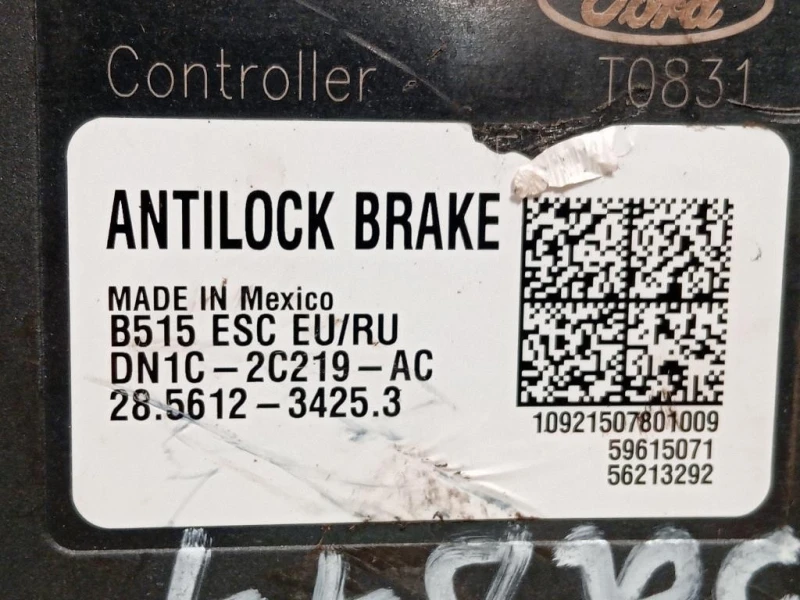 Ford
Controller T0831
ANTILOCK BRAKE
MADE IN Mexico
B515 ESC EU/RU
DN1C-2C219-AC
28.5612-3425.3
10921507801009
59615071
56213292